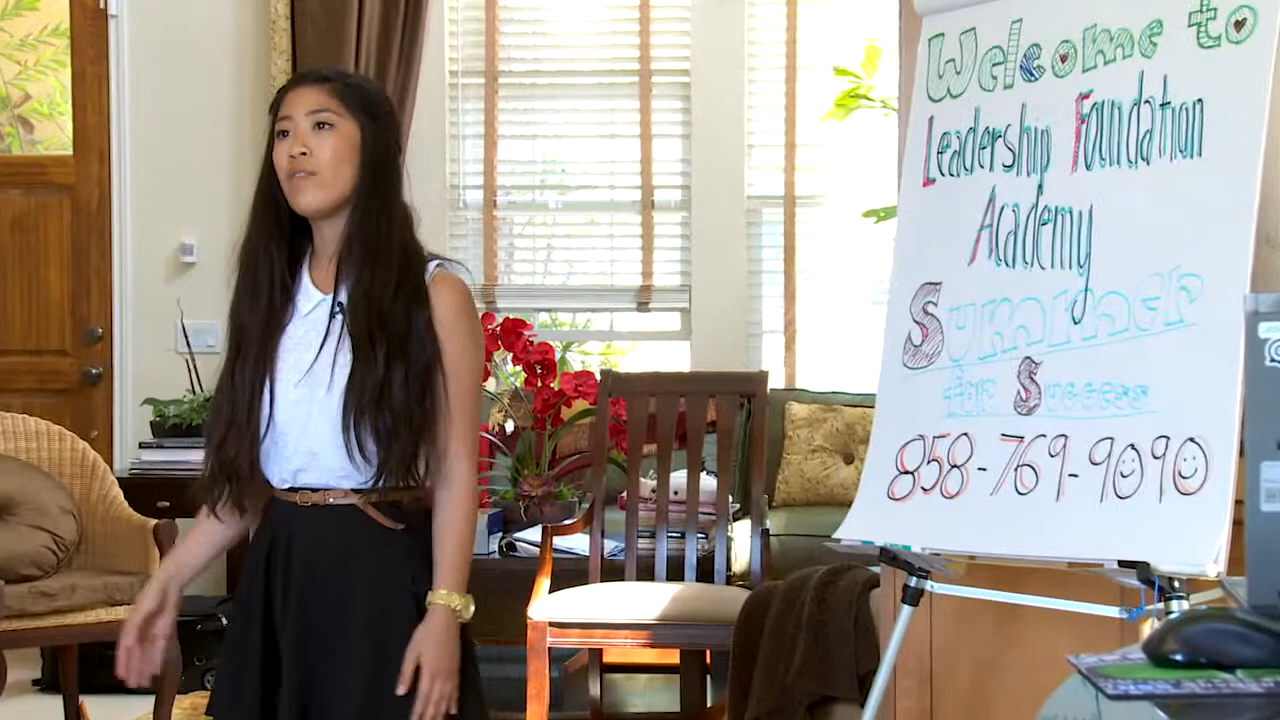 Welcome to
Leadership Foundation
Academy
Summer
for Success
858-769-9090